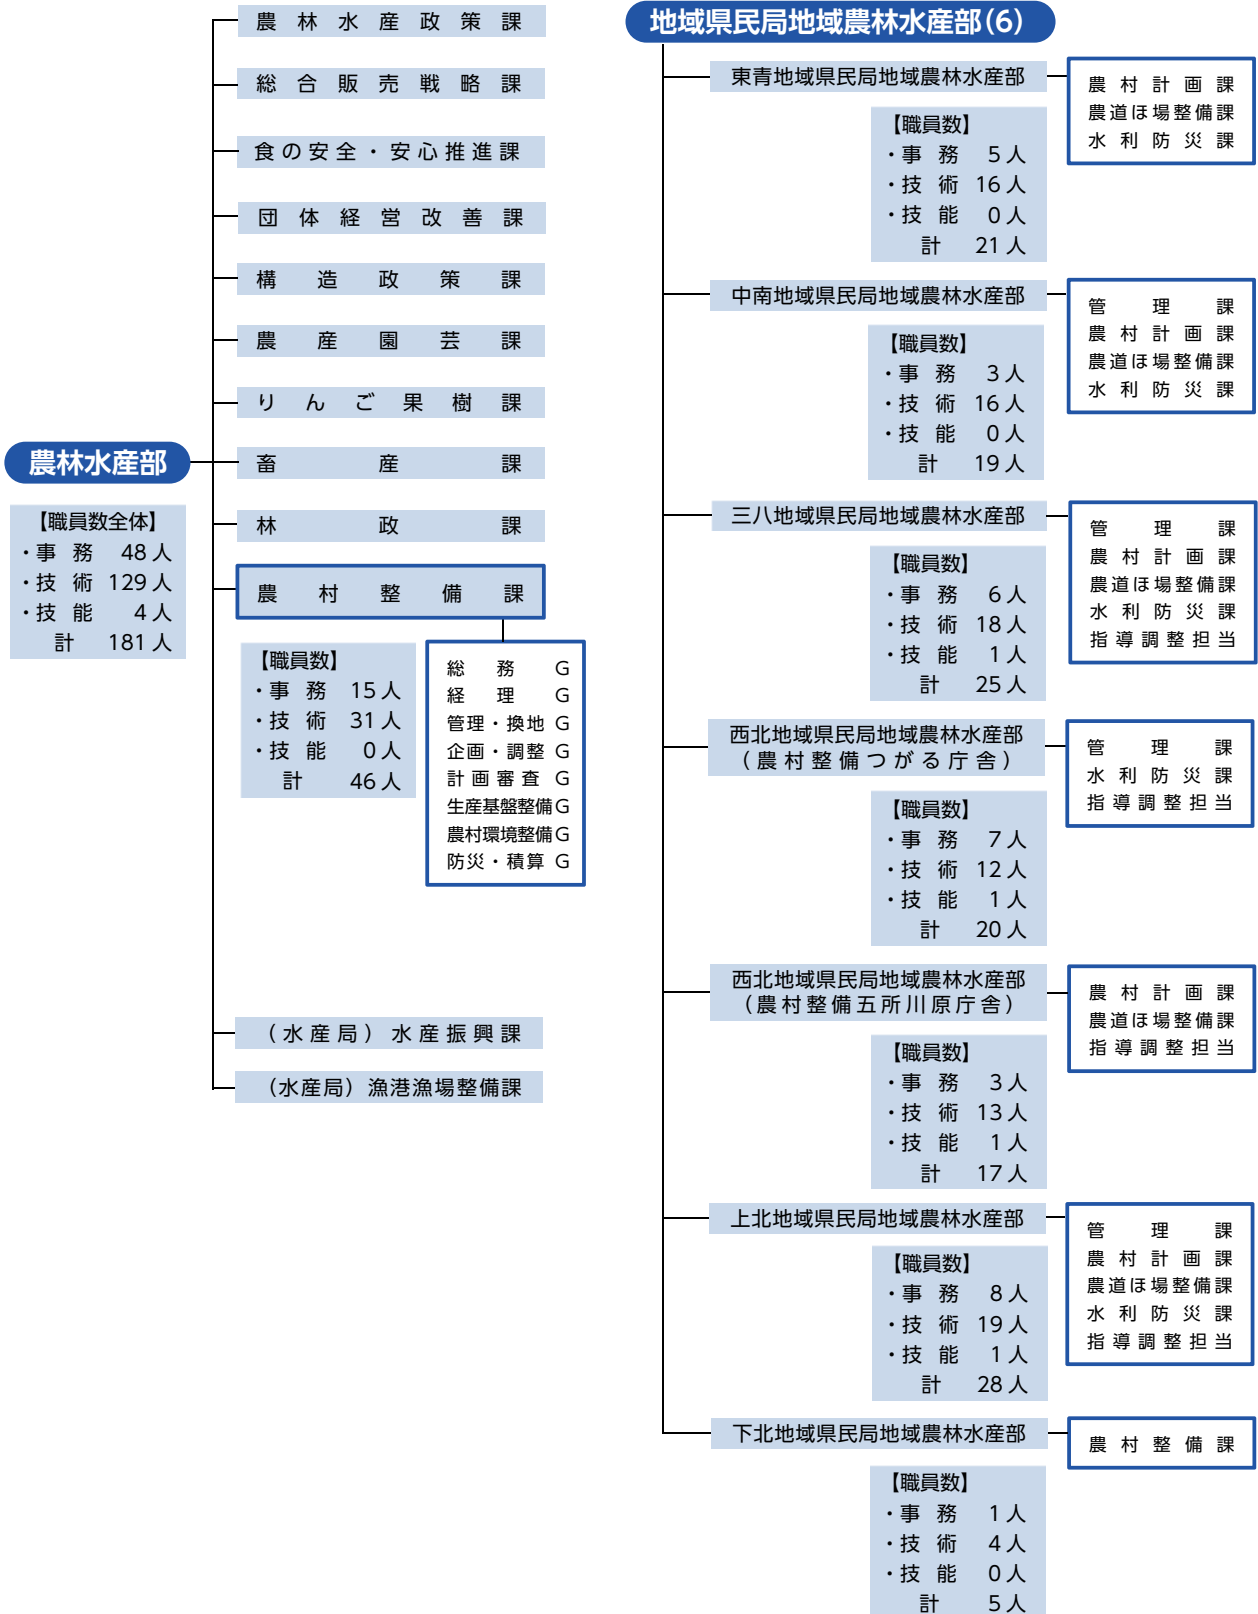 農林水産部
【職員数全体】
・事 務 48人
・技 術 129人
・技 能 4人
計 181人
農林水産政策課
総合販売戦略課
食の安全・安心推進課
団体経営改善課
構造政策課
農産園芸課
りんご果樹課
畜産課
林政課
農村整備課
【職員数】
・事 務 15人
・技 術 31人
・技 能 0人
計 46人
総務G
経理G
管理・換地G
企画・調整G
計画審査G
生産基盤整備G
農村環境整備G
防災・積算G
(水産局)水産振興課
(水産局)漁港漁場整備課
地域県民局地域農林水産部(6)
東青地域県民局地域農林水産部
【職員数】
・事 務 5人
・技 術 16人
・技 能 0人
計 21人
農村計画課
農道ほ場整備課
水利防災課
中南地域県民局地域農林水産部
【職員数】
・事 務 3人
・技 術 16人
・技 能 0人
計 19人
管理課
農村計画課
農道ほ場整備課
水利防災課
三八地域県民局地域農林水産部
【職員数】
・事 務 6人
・技 術 18人
・技 能 1人
計 25人
管理課
農村計画課
農道ほ場整備課
水利防災課
指導調整担当
西北地域県民局地域農林水産部
(農村整備つがる庁舎)
【職員数】
・事 務 7人
・技 術 12人
・技 能 1人
計 20人
管理課
水利防災課
指導調整担当
西北地域県民局地域農林水産部
(農村整備五所川原庁舎)
【職員数】
・事 務 3人
・技 術 13人
・技 能 1人
計 17人
農村計画課
農道ほ場整備課
指導調整担当
上北地域県民局地域農林水産部
【職員数】
・事 務 8人
・技 術 19人
・技 能 1人
計 28人
管理課
農村計画課
農道ほ場整備課
水利防災課
指導調整担当
下北地域県民局地域農林水産部
【職員数】
・事 務 1人
・技 術 4人
・技 能 0人
計 5人
農村整備課